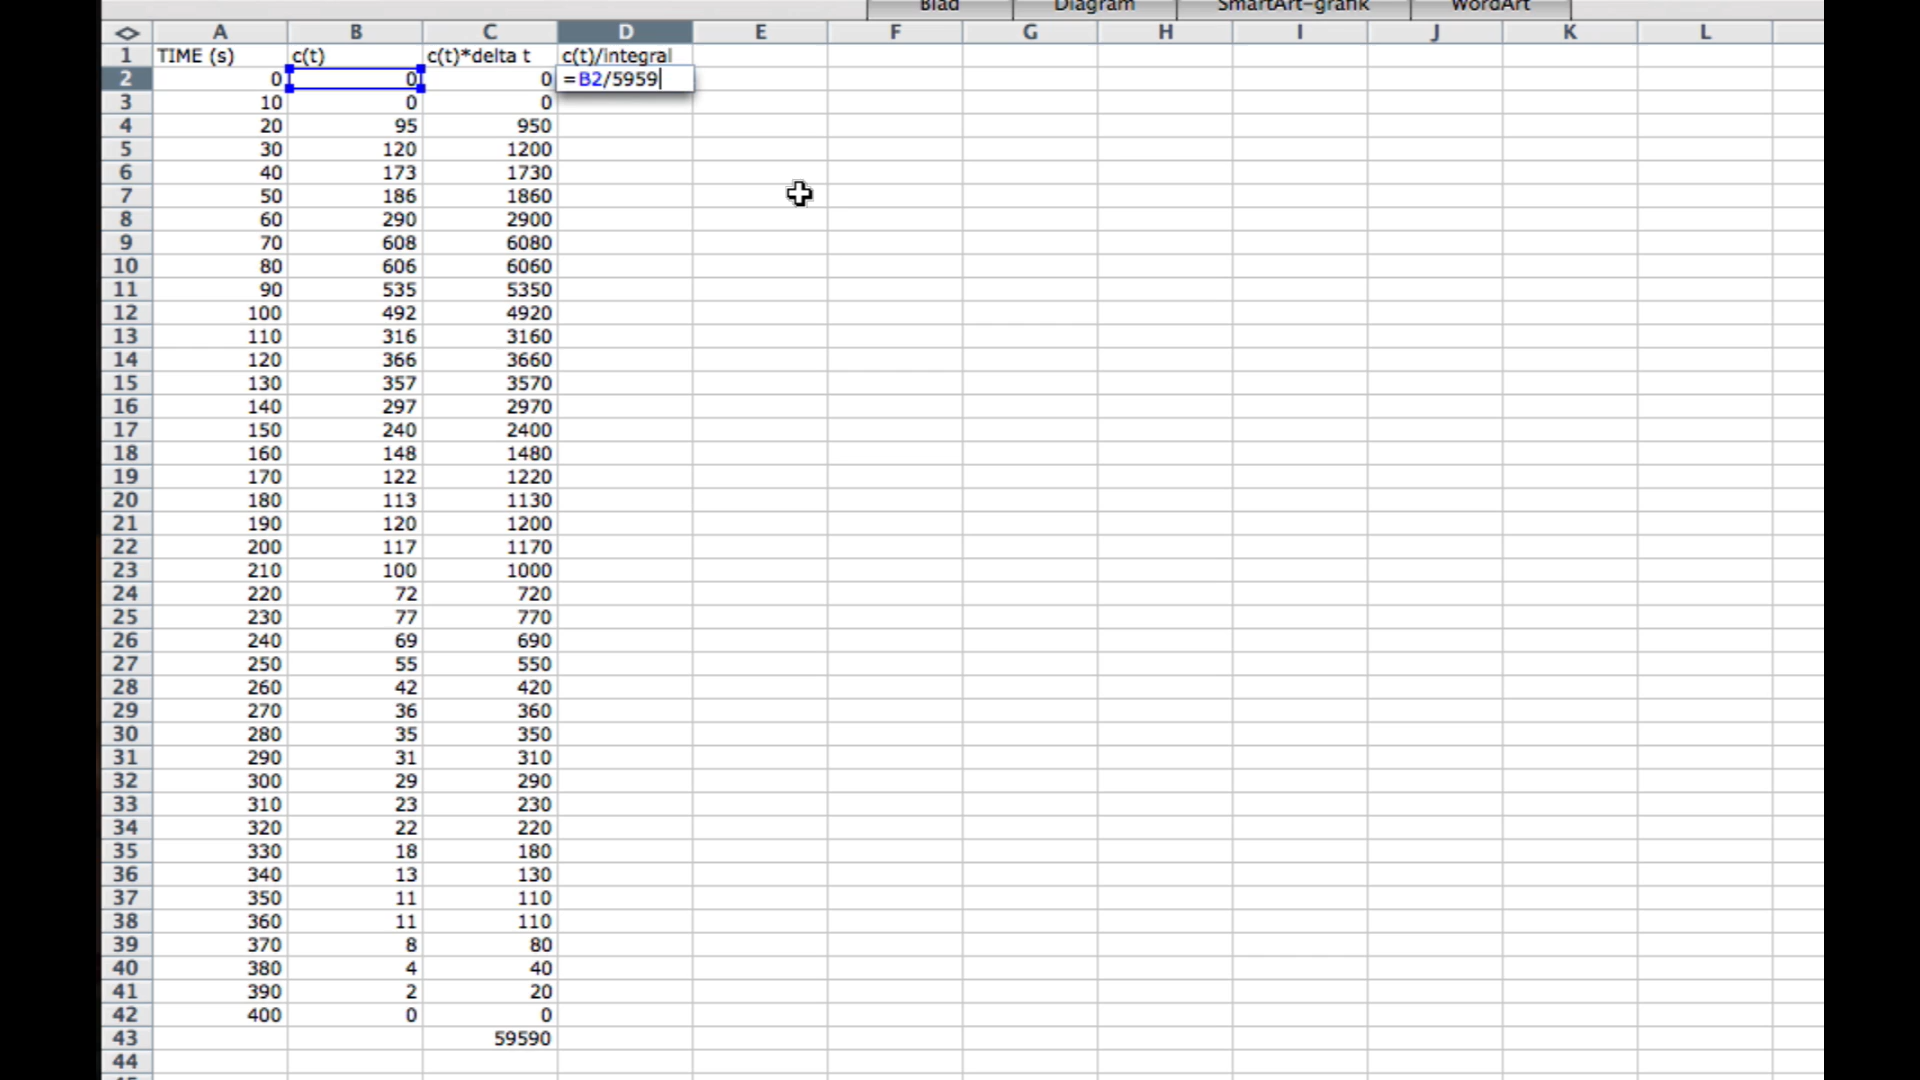 Blad Diagram SmartArt-grafik WordArt
A B C D E F G H I J K L
1 TIME (s) c(t) c(t)*delta t c(t)/integral
2 0 0 0 =B2/5959
3 10 0 0
4 20 95 950
5 30 120 1200
6 40 173 1730
7 50 186 1860
8 60 290 2900
9 70 608 6080
10 80 606 6060
11 90 535 5350
12 100 492 4920
13 110 316 3160
14 120 366 3660
15 130 357 3570
16 140 297 2970
17 150 240 2400
18 160 148 1480
19 170 122 1220
20 180 113 1130
21 190 120 1200
22 200 117 1170
23 210 100 1000
24 220 72 720
25 230 77 770
26 240 69 690
27 250 55 550
28 260 42 420
29 270 36 360
30 280 35 350
31 290 31 310
32 300 29 290
33 310 23 230
34 320 22 220
35 330 18 180
36 340 13 130
37 350 11 110
38 360 11 110
39 370 8 80
40 380 4 40
41 390 2 20
42 400 0 0
43 59590
44